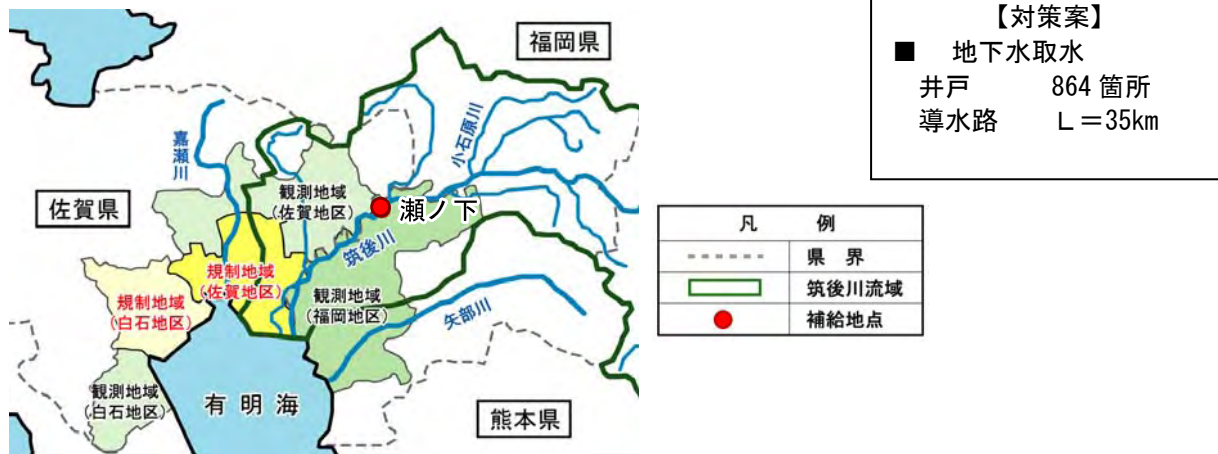 【対策案】
■ 地下水取水
井戸 864 箇所
導水路 L=35km
福岡県
小石原川
嘉瀬川
佐賀県
観測地域
(佐賀地区)
瀬ノ下
筑後川
規制地域
(佐賀地区)
規制地域
(白石地区)
観測地域
(福岡地区)
矢部川
観測地域
(白石地区)
有明海
熊本県
凡 例
県 界
筑後川流域
補給地点